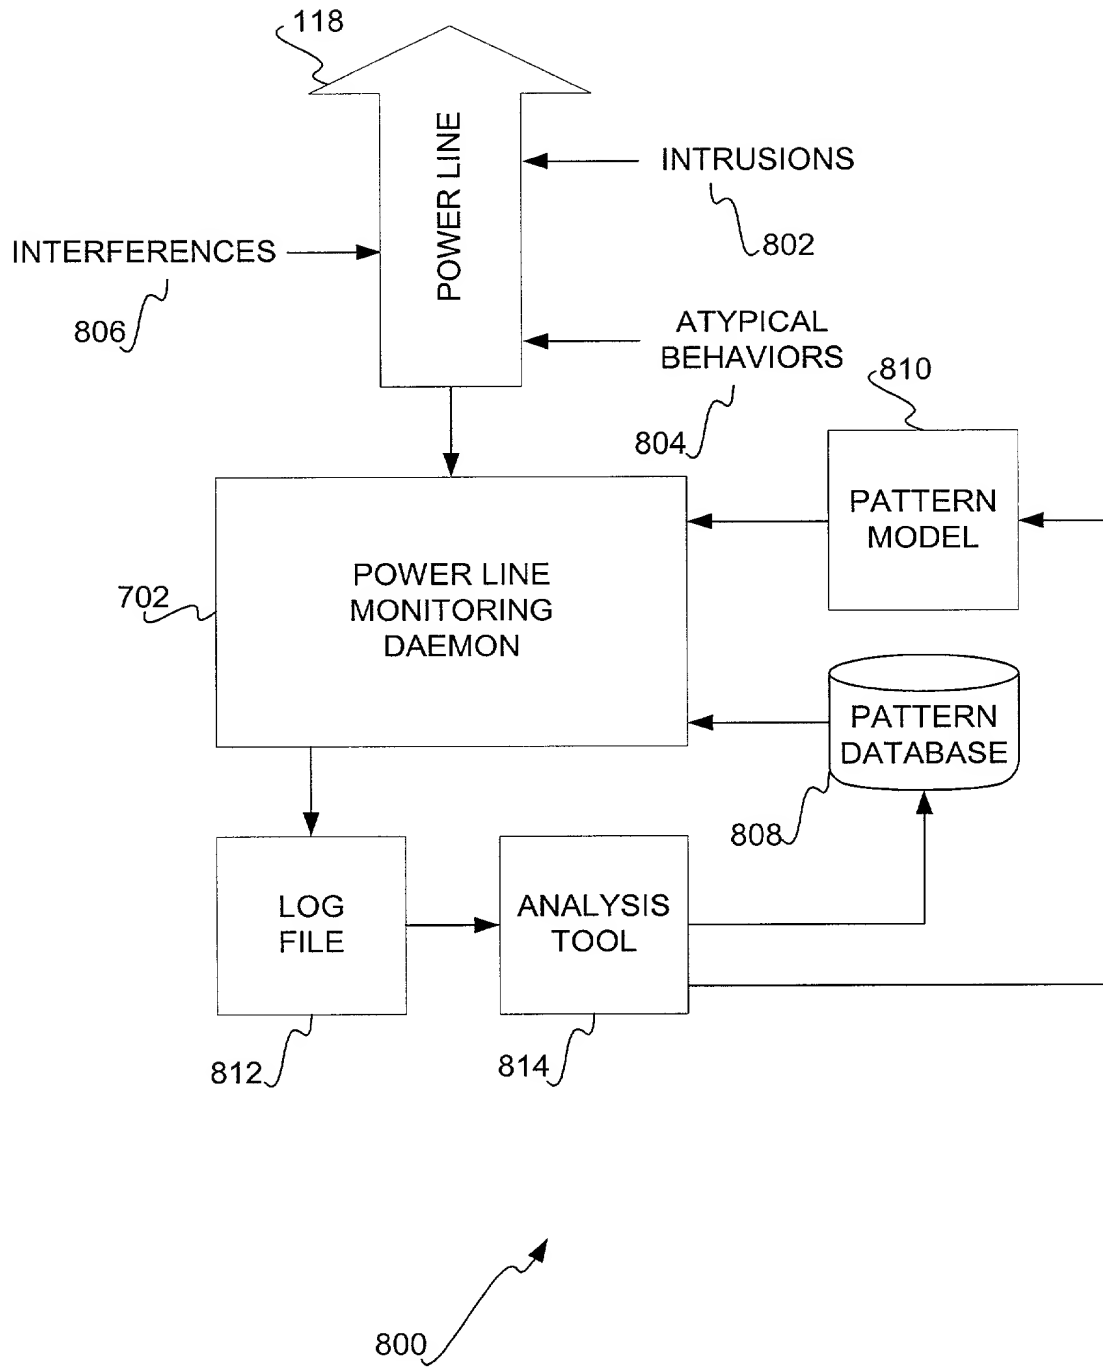 118
POWER LINE
INTRUSIONS
802
INTERFERENCES
806
ATYPICAL
BEHAVIORS
804
810
PATTERN
MODEL
702
POWER LINE
MONITORING
DAEMON
PATTERN
DATABASE
808
LOG
FILE
ANALYSIS
TOOL
812
814
800